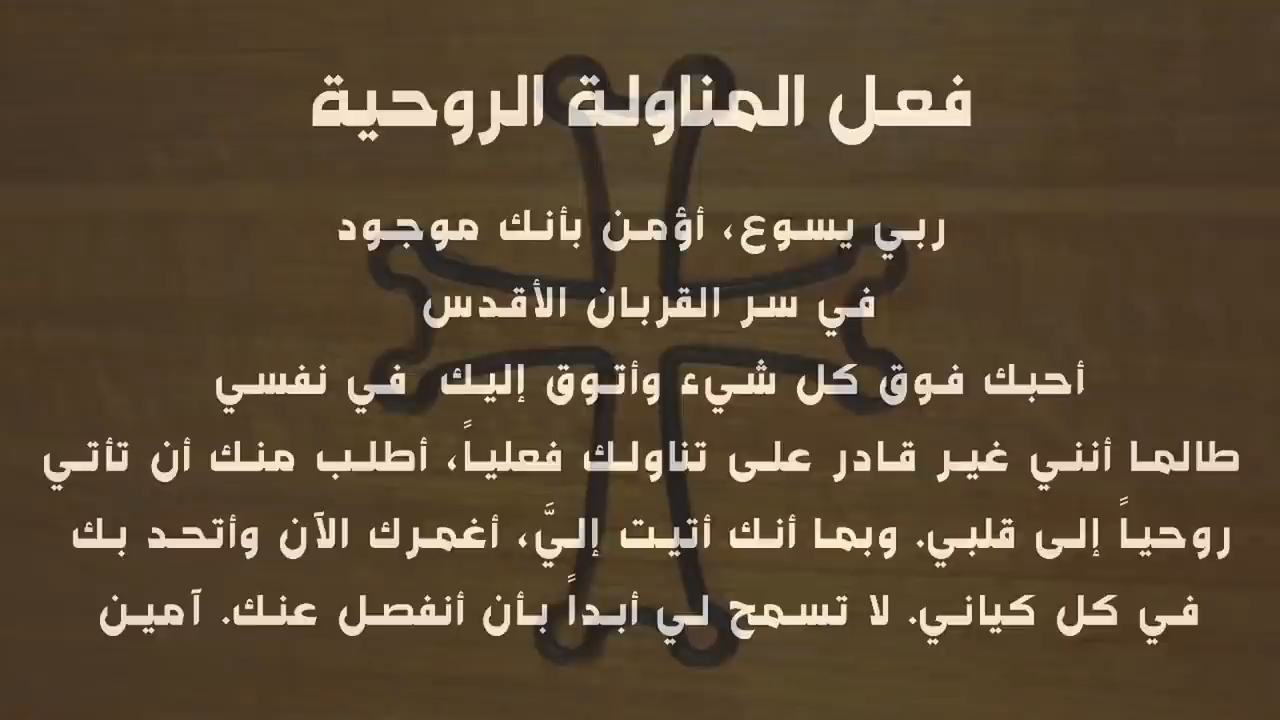 فعل المناولة الروحية
ربي يسوع، أؤمن بأنك موجود
في سر القربان الأقدس
أحبك فوق كل شيء وأتوق إليك في نفسي
طالما أنني غير قادر على تناولك فعلياً، أطلب منك أن تأتي
روحياً إلى قلبي. وبما أنك أتيت إليَّ، أغمرك الآن وأتحد بك
في كل كياني. لا تسمح لي أبداً بأن أنفصل عنك. آمين